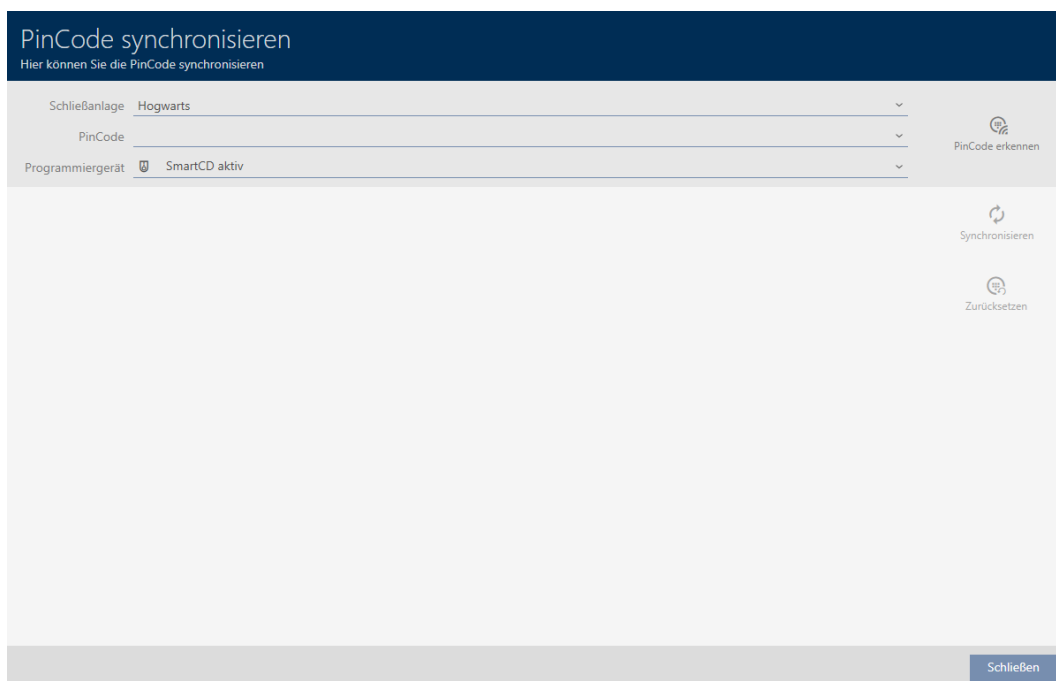 PinCode synchronisieren
Hier können Sie die PinCode synchronisieren
Schließanlage Hogwarts
PinCode
Programmiergerät SmartCD aktiv
PinCode erkennen
Synchronisieren
Zurücksetzen
Schließen